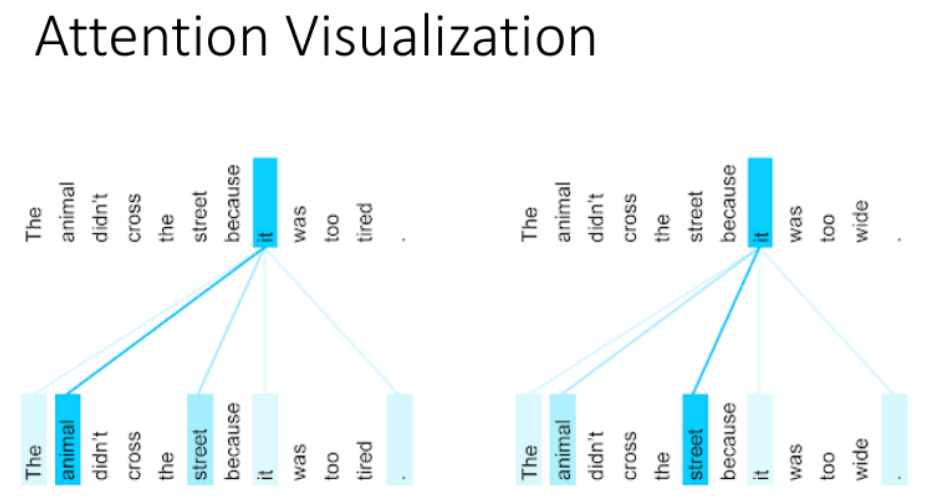 Attention Visualization
The animal didn't cross the street because it was too tired .
The animal didn't cross the street because it was too wide .
The animal didn't cross the street because it was too tired .
The animal didn't cross the street because it was too wide .